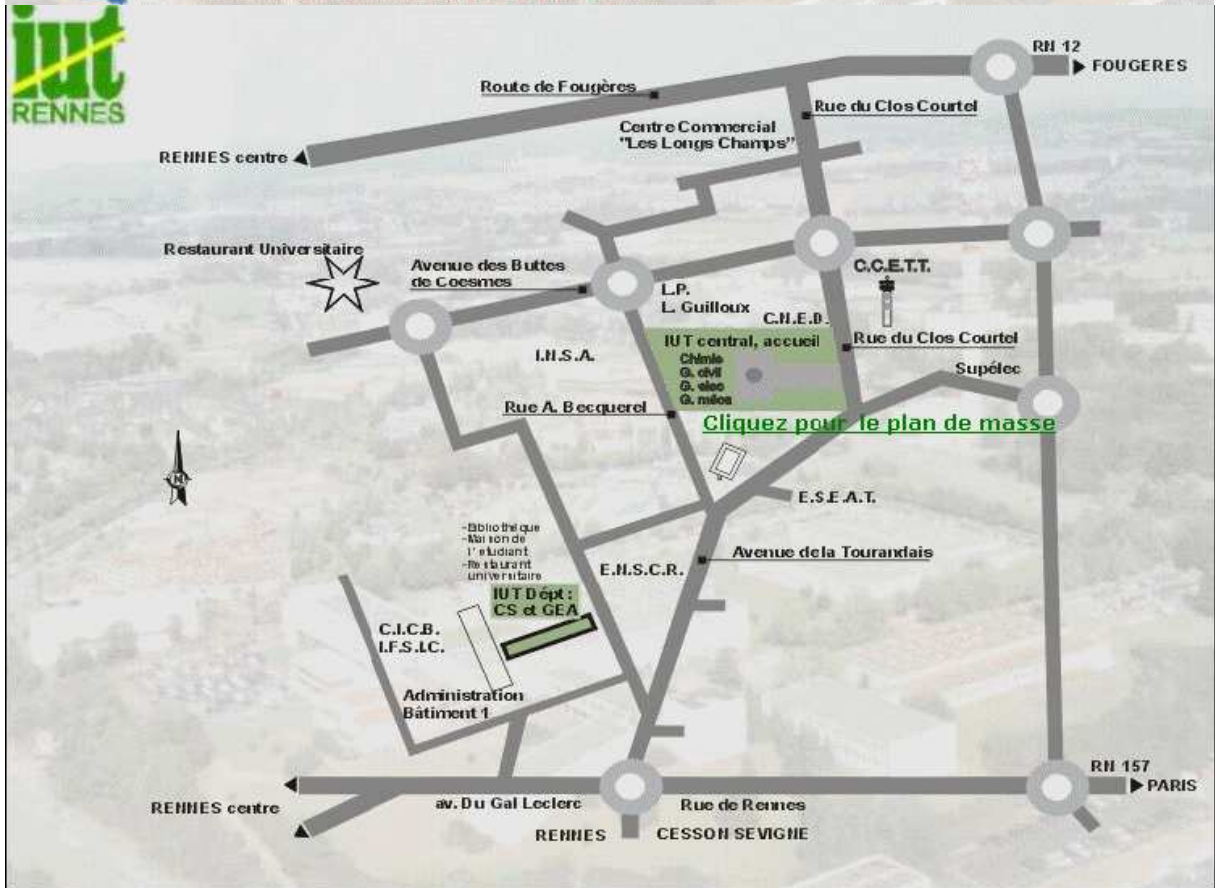 iut
RENNES
RN 12
FOUGERES
Route de Fougères
Rue du Clos Courtel
Centre Commercial
"Les Longs Champs"
RENNES centre
Restaurant Universitaire
Avenue des Buttes
de Coesmes
C.C.E.T.T.
L.P.
L. Guilloux
C.N.E.D.
I.N.S.A.
IUT central, accueil
Chimie
G. civil
G. elec
G. méca
Rue du Clos Courtel
Supélec
Rue A. Becquerel
Cliquez pour le plan de masse
N
E.S.E.A.T.
-Bibliothèque
-Maison de
l'etudiant
-Restaurant
universitaire
E.N.S.C.R.
Avenue dela Tourandais
IUT Dépt :
CS et GEA
C.I.C.B.
I.F.S.I.C.
Administration
Bâtiment 1
RN 157
PARIS
RENNES centre
av. Du Gal Leclerc
Rue de Rennes
RENNES
CESSON SEVIGNE